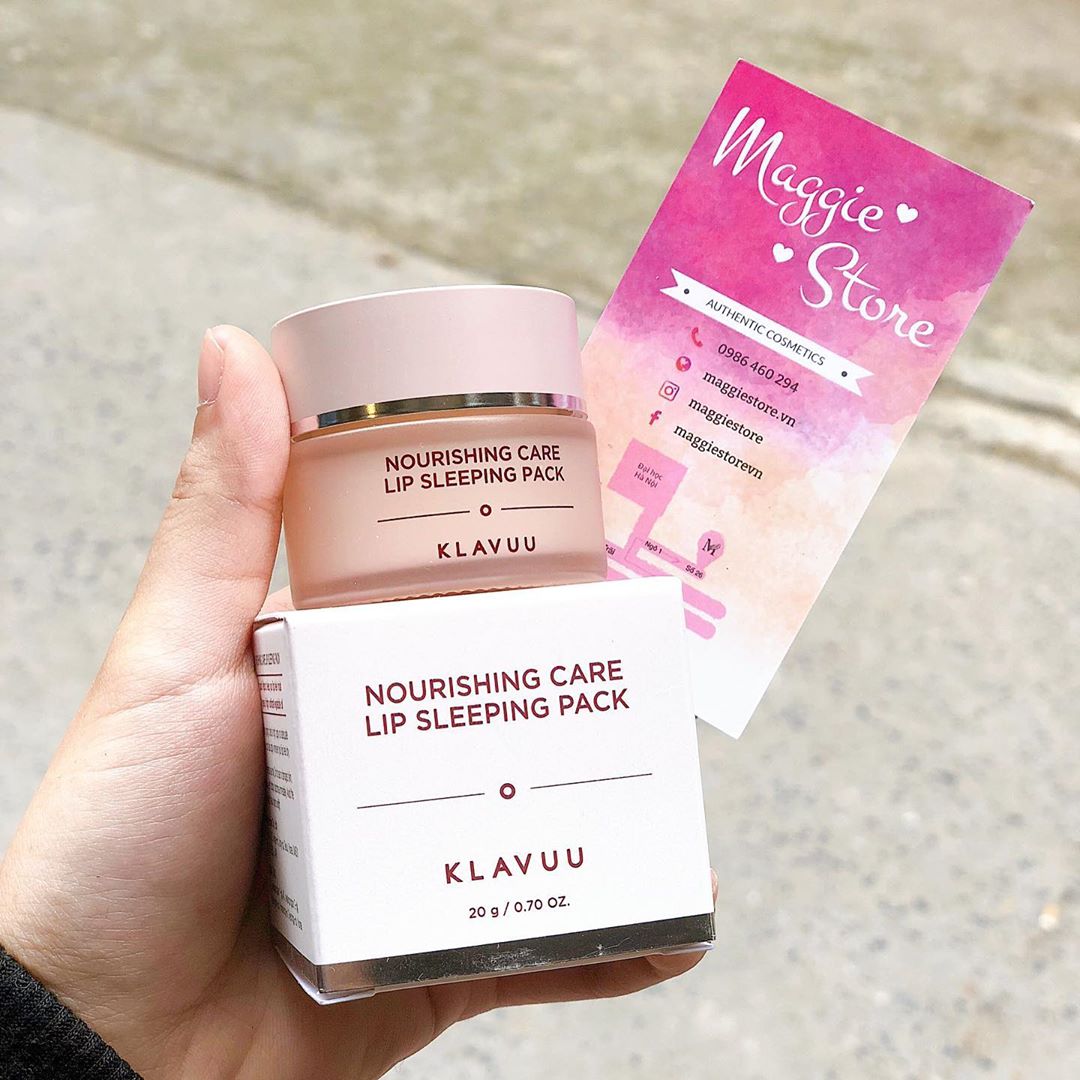 Maggie
Store
AUTHENTIC COSMETICS
0986 460 294
maggiestore.vn
maggiestore
maggiestorevn
Đại học
Hà Nội
Trãi
Ngõ 1
Số 26
M
NOURISHING CARE
LIP SLEEPING PACK
KLAVUU
NOURISHING CARE
LIP SLEEPING PACK
KLAVUU
20 g / 0.70 OZ.